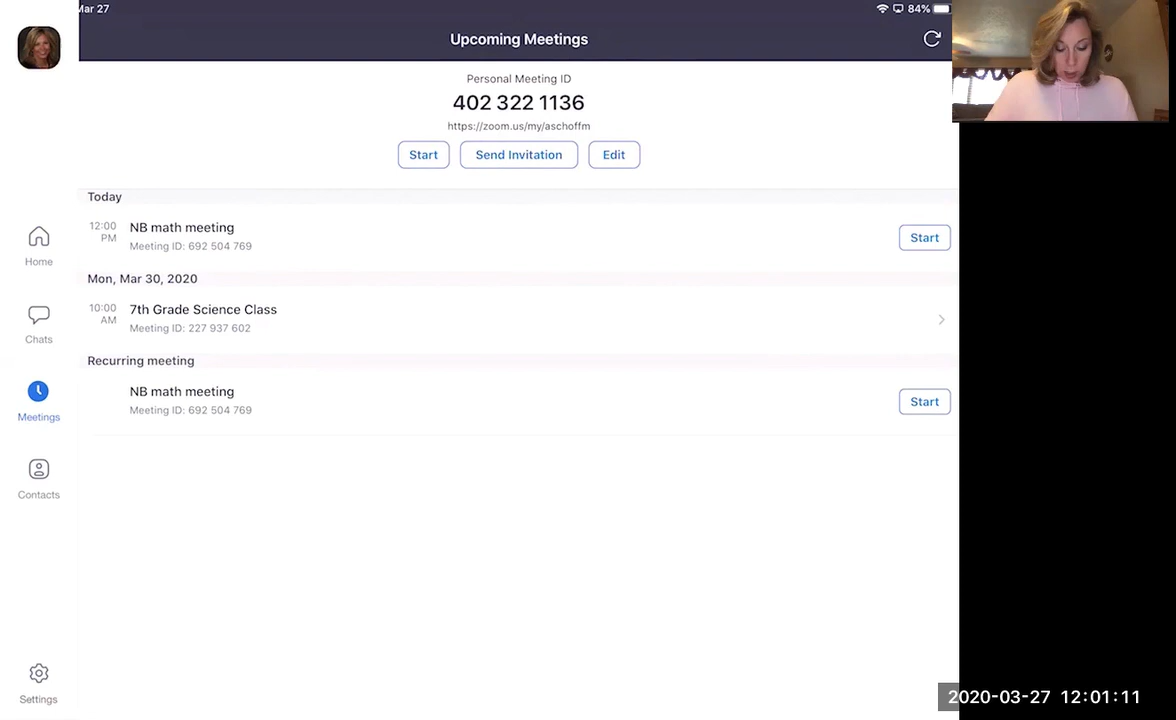 Mar 27
84%
Upcoming Meetings
Personal Meeting ID
402 322 1136
https://zoom.us/my/aschoffm
Start
Send Invitation
Edit
Today
12:00 PM
NB math meeting
Meeting ID: 692 504 769
Start
Mon, Mar 30, 2020
10:00 AM
7th Grade Science Class
Meeting ID: 227 937 602
Recurring meeting
NB math meeting
Meeting ID: 692 504 769
Start
Home
Chats
Meetings
Contacts
Settings
2020-03-27 12:01:11